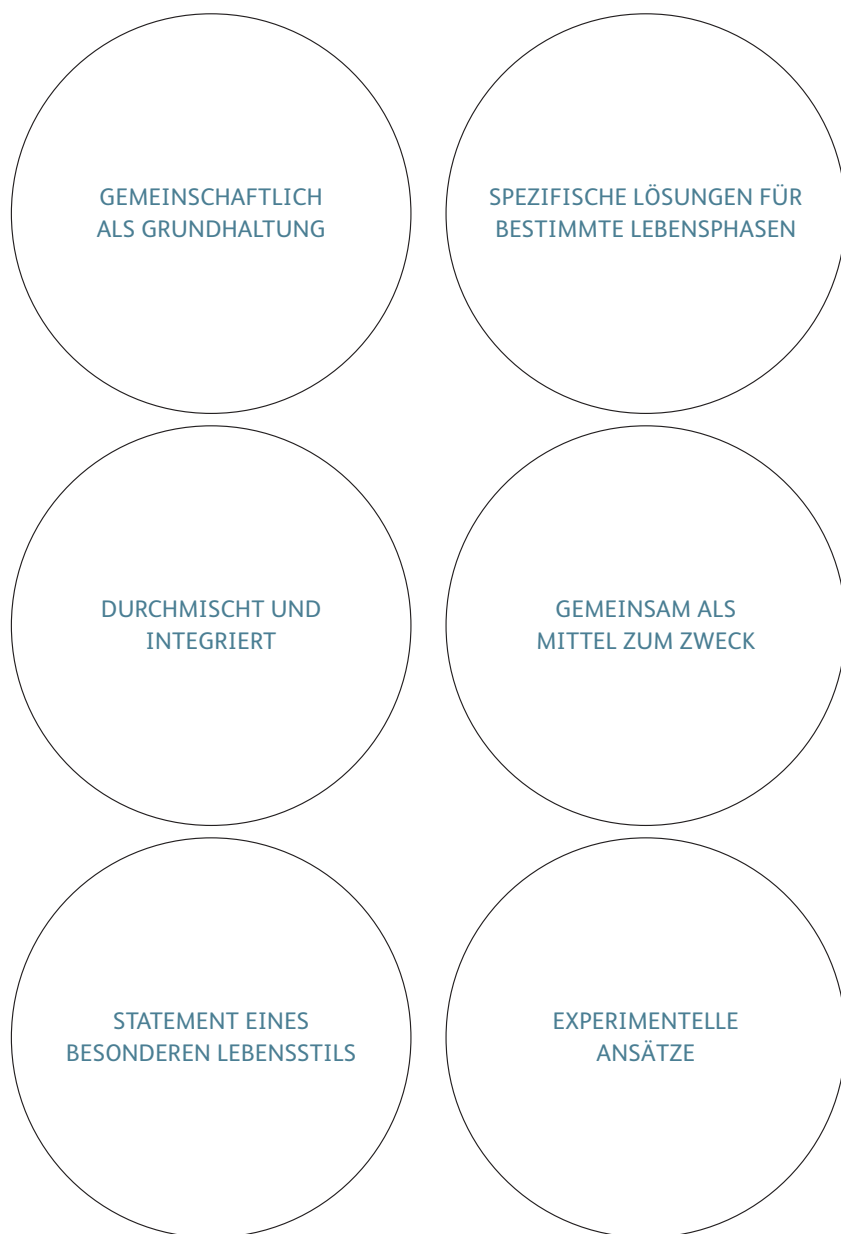 GEMEINSCHAFTLICH
ALS GRUNDHALTUNG
SPEZIFISCHE LÖSUNGEN FÜR
BESTIMMTE LEBENSPHASEN
DURCHMISCHT UND
INTEGRIERT
GEMEINSAM ALS
MITTEL ZUM ZWECK
STATEMENT EINES
BESONDEREN LEBENSSTILS
EXPERIMENTELLE
ANSÄTZE